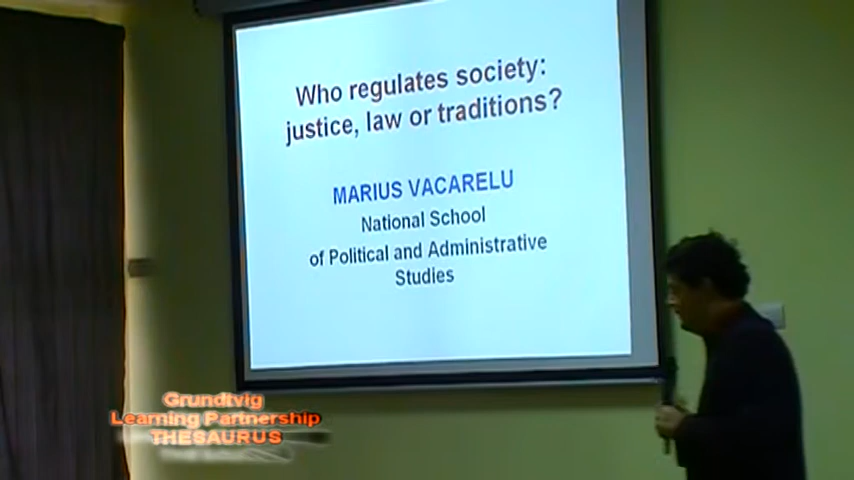 Who regulates society:
justice, law or traditions?
MARIUS VACARELU
National School
of Political and Administrative
Studies
Grundtvig
Learning Partnership
THESAURUS